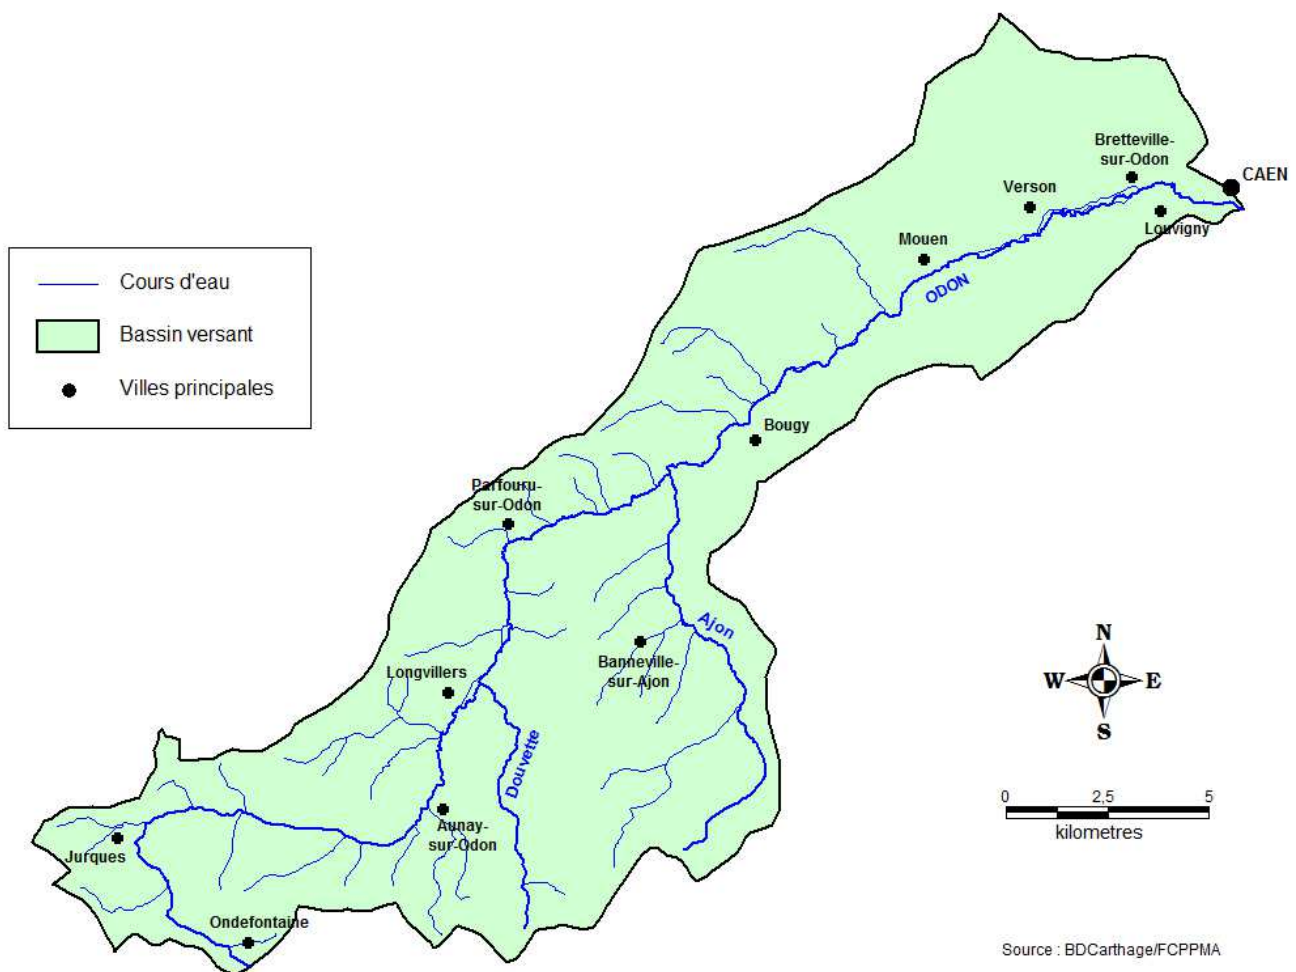 Bretteville-
sur-Odon
CAEN
Verson
Louvigny
Mouen
ODON
Cours d'eau
Bassin versant
Villes principales
Bougy
Parfouru-
sur-Odon
Ajon
Banneville-
sur-Ajon
Longvillers
Douvette
Aunay-
sur-Odon
Jurques
Ondefontaine
N
W E
S
0 2,5 5
kilometres
Source : BDCarthage/FCPPMA